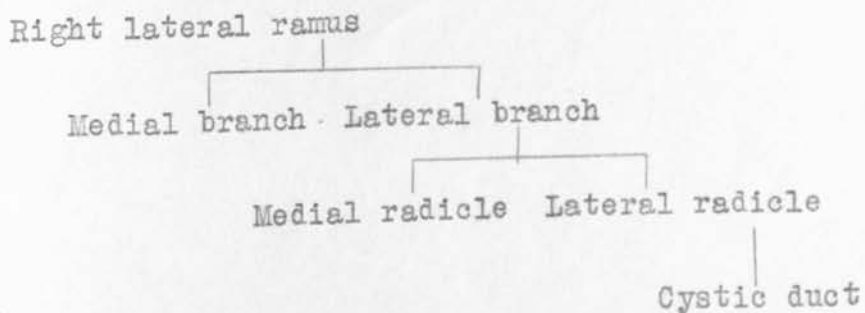 Right lateral ramus
Medial branch Lateral branch
Medial radicle Lateral radicle
Cystic duct